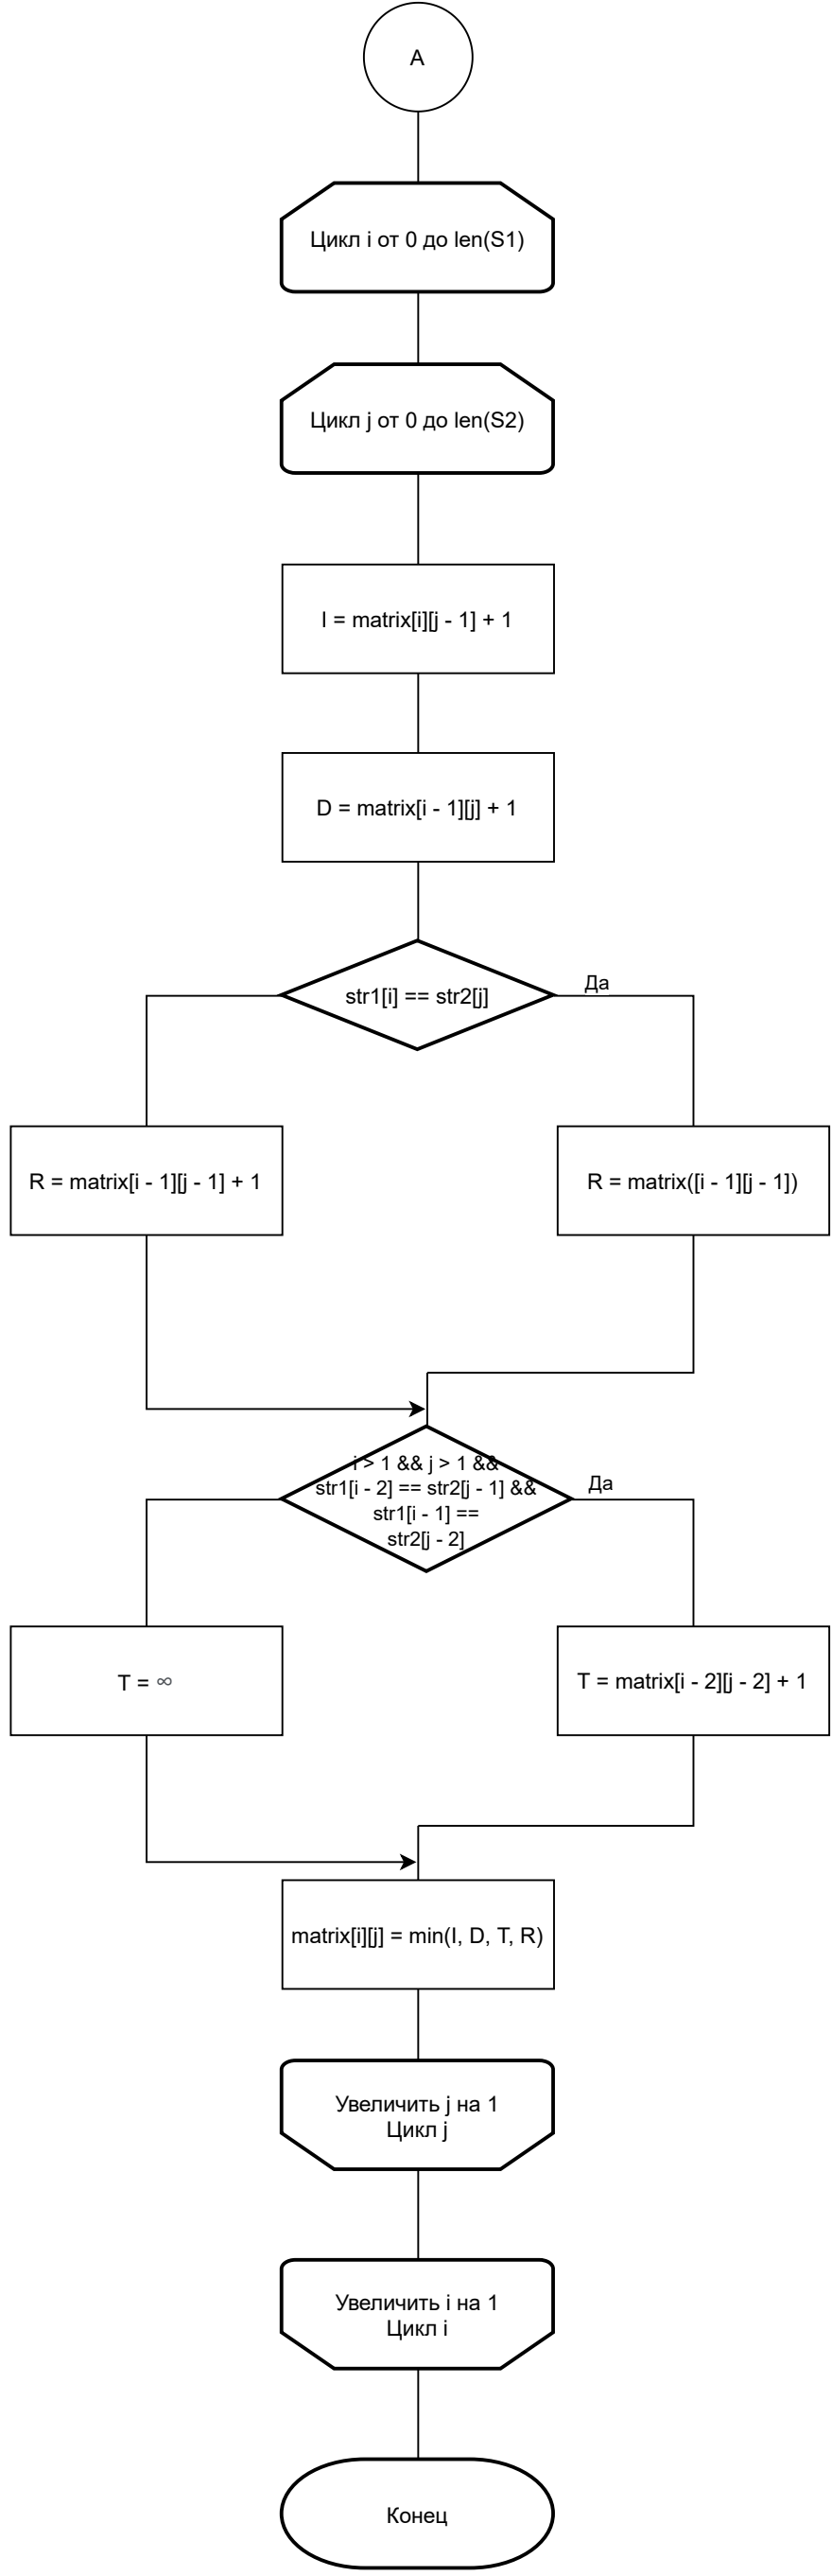 A
Цикл i от 0 до len(S1)
Цикл j от 0 до len(S2)
I = matrix[i][j - 1] + 1
D = matrix[i - 1][j] + 1
str1[i] == str2[j]
Да
R = matrix[i - 1][j - 1] + 1
R = matrix([i - 1][j - 1])
i > 1 && j > 1 &&
str1[i - 2] == str2[j - 1] &&
str1[i - 1] ==
str2[j - 2]
Да
T = ∞
T = matrix[i - 2][j - 2] + 1
matrix[i][j] = min(I, D, T, R)
Увеличить j на 1
Цикл j
Увеличить i на 1
Цикл i
Конец